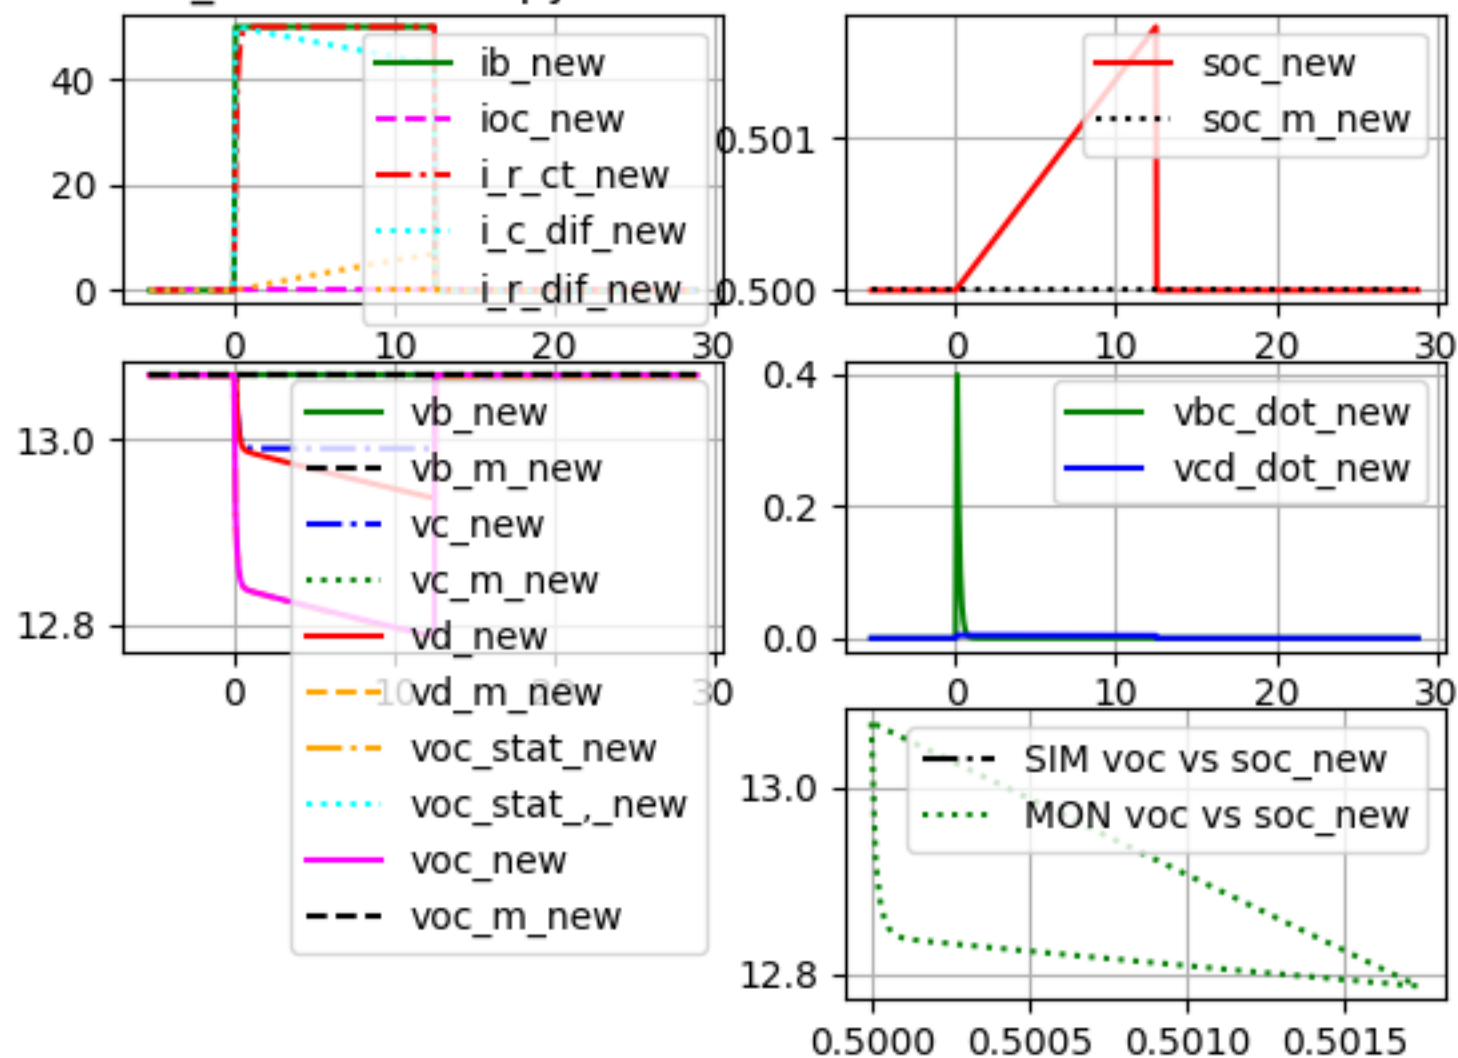 40
20
0
ib_new
ioc_new
i_r_ct_new
i_c_dif_new
i_r_dif_new
0 10 20 30
0.501
0.500
soc_new
soc_m_new
0 10 20 30
13.0
12.8
vb_new
vb_m_new
vc_new
vc_m_new
vd_new
vd_m_new
voc_stat_new
voc_stat_,_new
voc_new
voc_m_new
0 10 20 30
0.4
0.2
0.0
vbc_dot_new
vcd_dot_new
0 10 20 30
13.0
12.8
SIM voc vs soc_new
MON voc vs soc_new
0.5000 0.5005 0.5010 0.5015